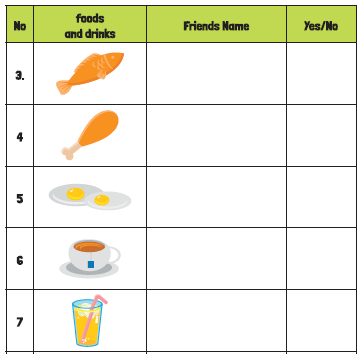 No
foods
and drinks
Friends Name
Yes/No
3.
4
5
6
7